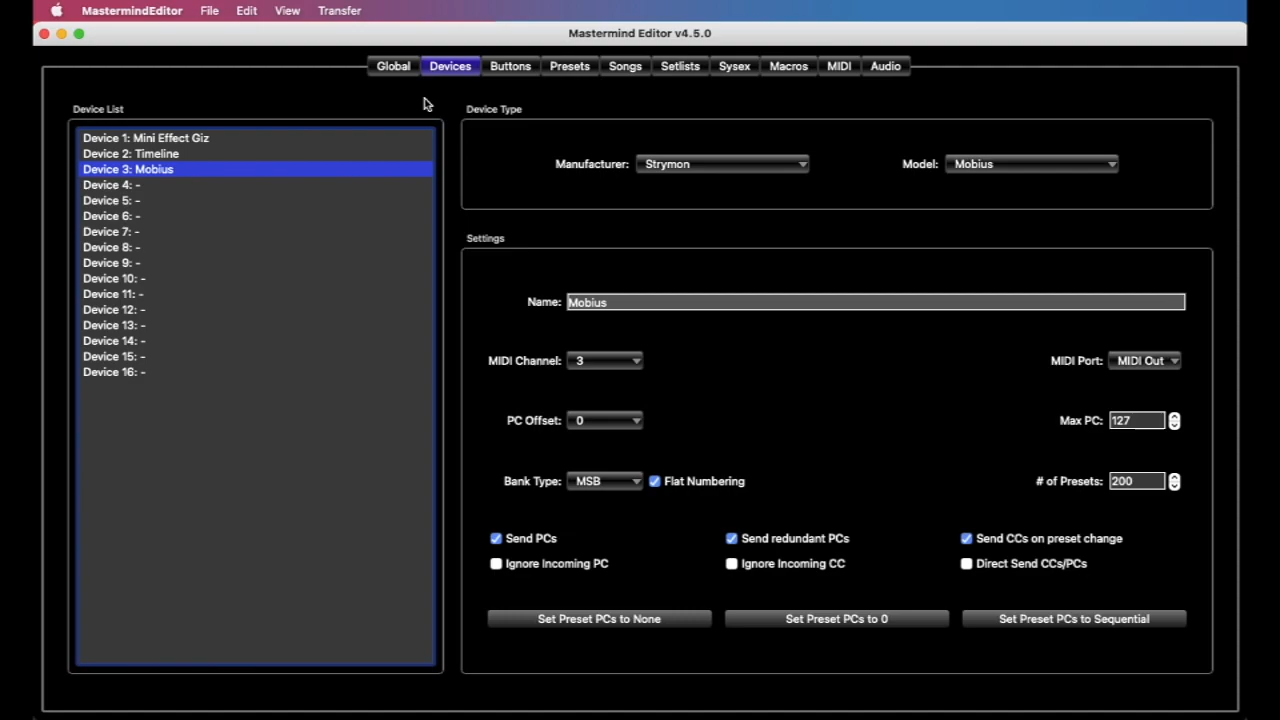 MastermindEditor File Edit View Transfer
Mastermind Editor v4.5.0
Global Devices Buttons Presets Songs Setlists Sysex Macros MIDI Audio
Device List
Device 1: Mini Effect Giz
Device 2: Timeline
Device 3: Mobius
Device 4: -
Device 5: -
Device 6: -
Device 7: -
Device 8: -
Device 9: -
Device 10: -
Device 11: -
Device 12: -
Device 13: -
Device 14: -
Device 15: -
Device 16: -
Device Type
Manufacturer: Strymon Model: Mobius
Settings
Name: Mobius
MIDI Channel: 3 MIDI Port: MIDI Out
PC Offset: 0 Max PC: 127
Bank Type: MSB Flat Numbering # of Presets: 200
Send PCs Send redundant PCs Send CCs on preset change
Ignore Incoming PC Ignore Incoming CC Direct Send CCs/PCs
Set Preset PCs to None Set Preset PCs to 0 Set Preset PCs to Sequential